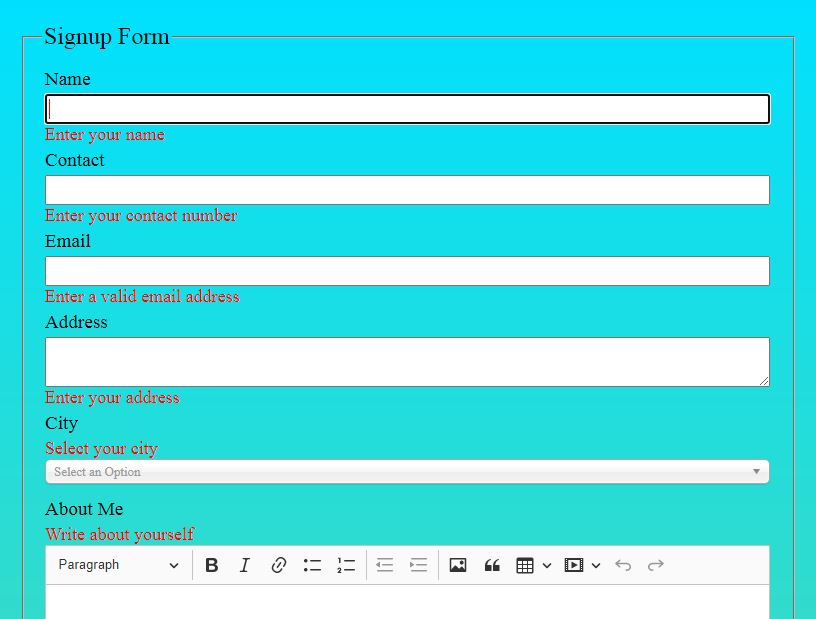 Signup Form
Name
Enter your name
Contact
Enter your contact number
Email
Enter a valid email address
Address
Enter your address
City
Select your city
Select an Option
About Me
Write about yourself
Paragraph